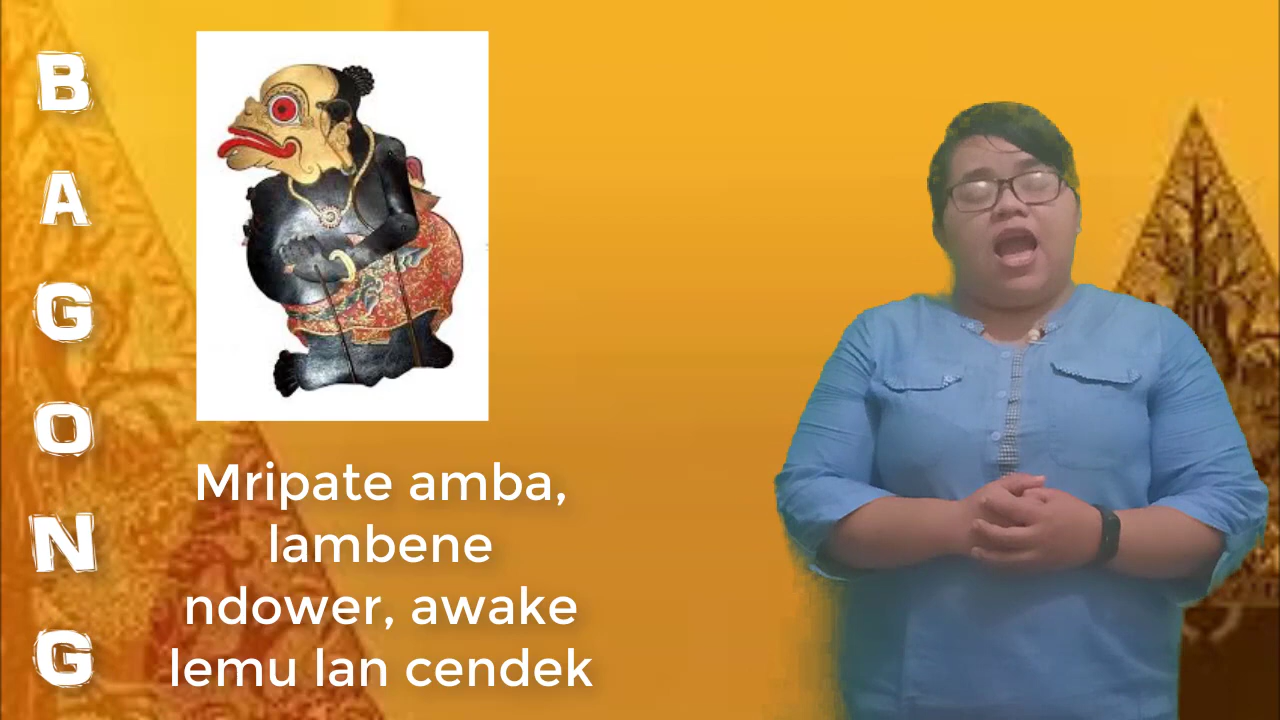 BAGONG
Mripate amba,
lambene
ndower, awake
lemu lan cendek